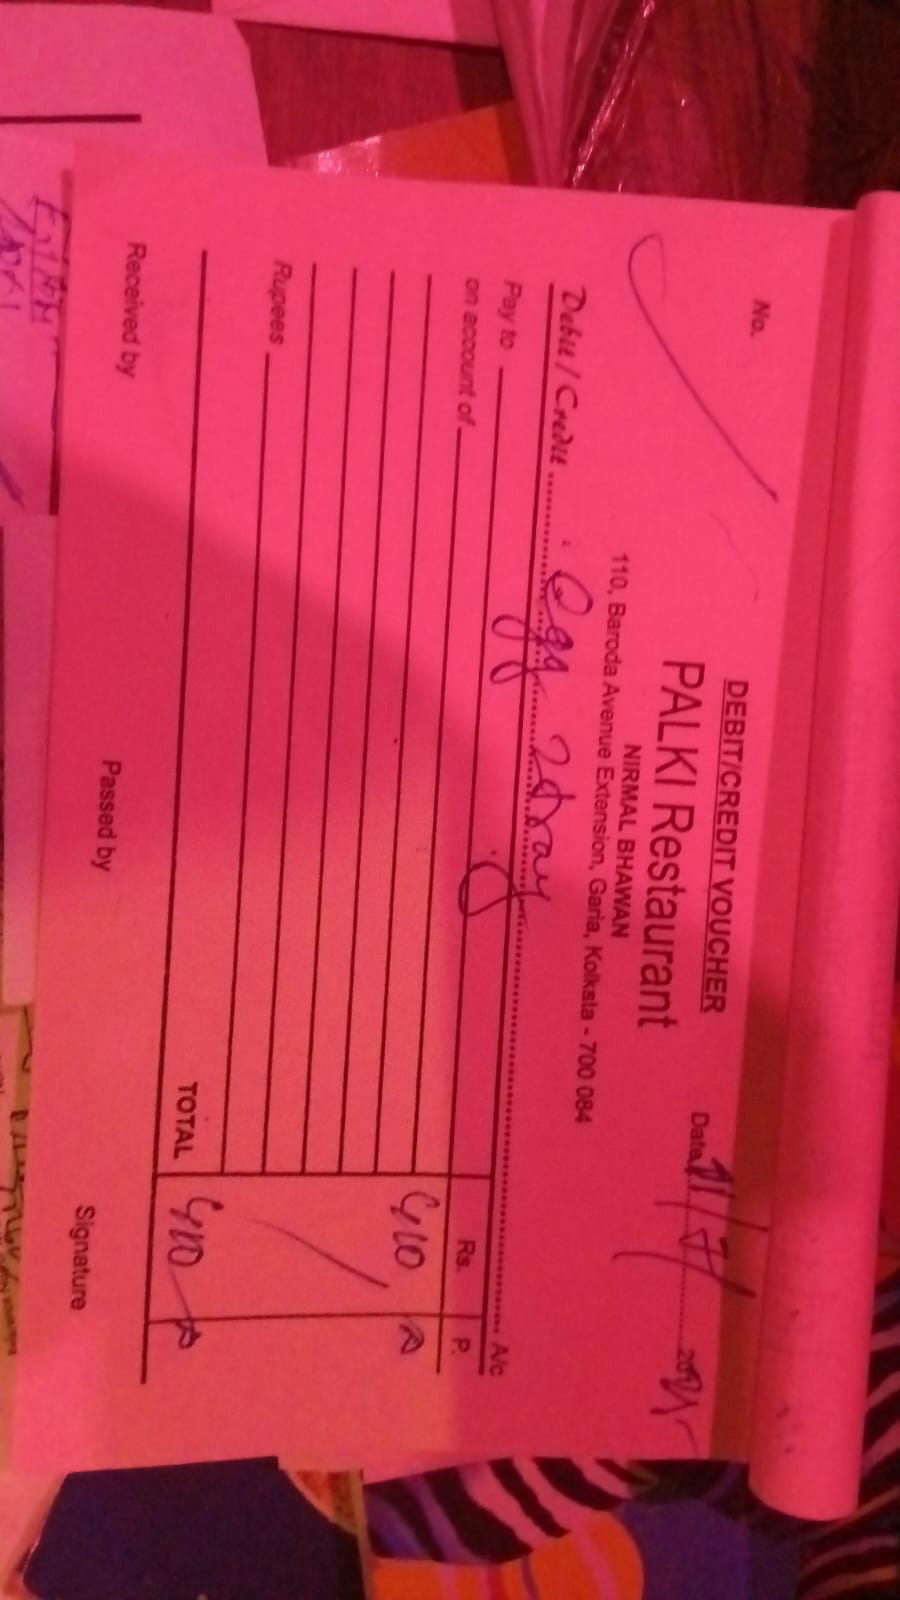 DEBIT/CREDIT VOUCHER
No.
PALKI Restaurant
Date 11/7/ 2025
NIRMAL BHAWAN
110, Baroda Avenue Extension, Garia, Kolkata - 700 084
Debit / Credit Egg 2 tray A/c
Pay to
on account of
Rs. P.
410
Rupees
TOTAL 410
Received by Passed by Signature